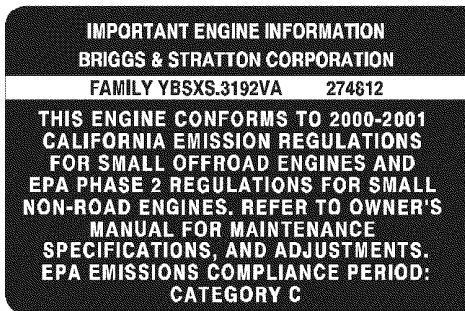 IMPORTANT ENGINE INFORMATION
BRIGGS & STRATTON CORPORATION
FAMILY YBSXS.3192VA 274612
THIS ENGINE CONFORMS TO 2000-2001
CALIFORNIA EMISSION REGULATIONS
FOR SMALL OFFROAD ENGINES AND
EPA PHASE 2 REGULATIONS FOR SMALL
NON-ROAD ENGINES. REFER TO OWNER'S
MANUAL FOR MAINTENANCE
SPECIFICATIONS, AND ADJUSTMENTS.
EPA EMISSIONS COMPLIANCE PERIOD:
CATEGORY C